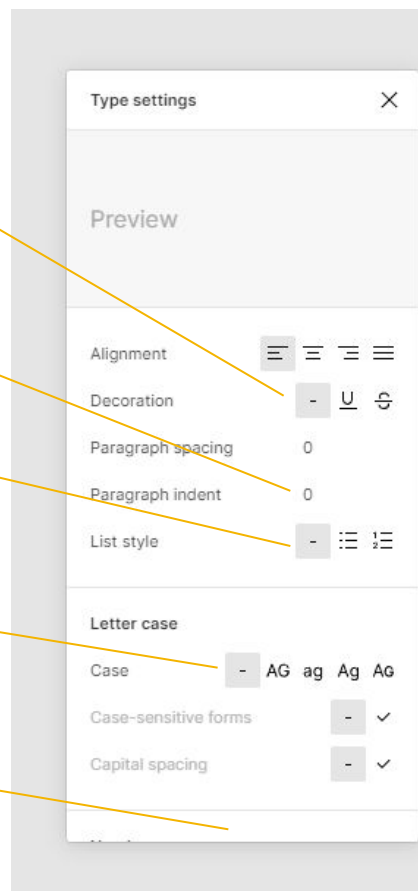 Type settings
Preview
Alignment
Decoration - U S
Paragraph spacing 0
Paragraph indent 0
List style -
Letter case
Case - AG ag Ag AG
Case-sensitive forms -
Capital spacing -